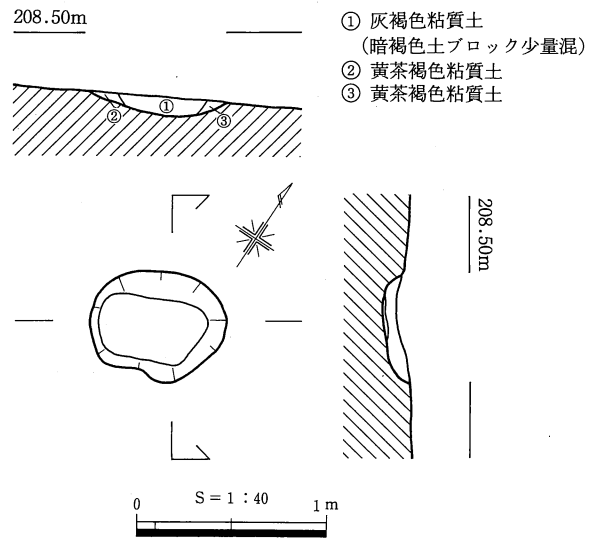 208.50m
① 灰褐色粘質土
（暗褐色土ブロック少量混）
② 黄茶褐色粘質土
③ 黄茶褐色粘質土
①
②
③
208.50m
S=1：40
0
1m